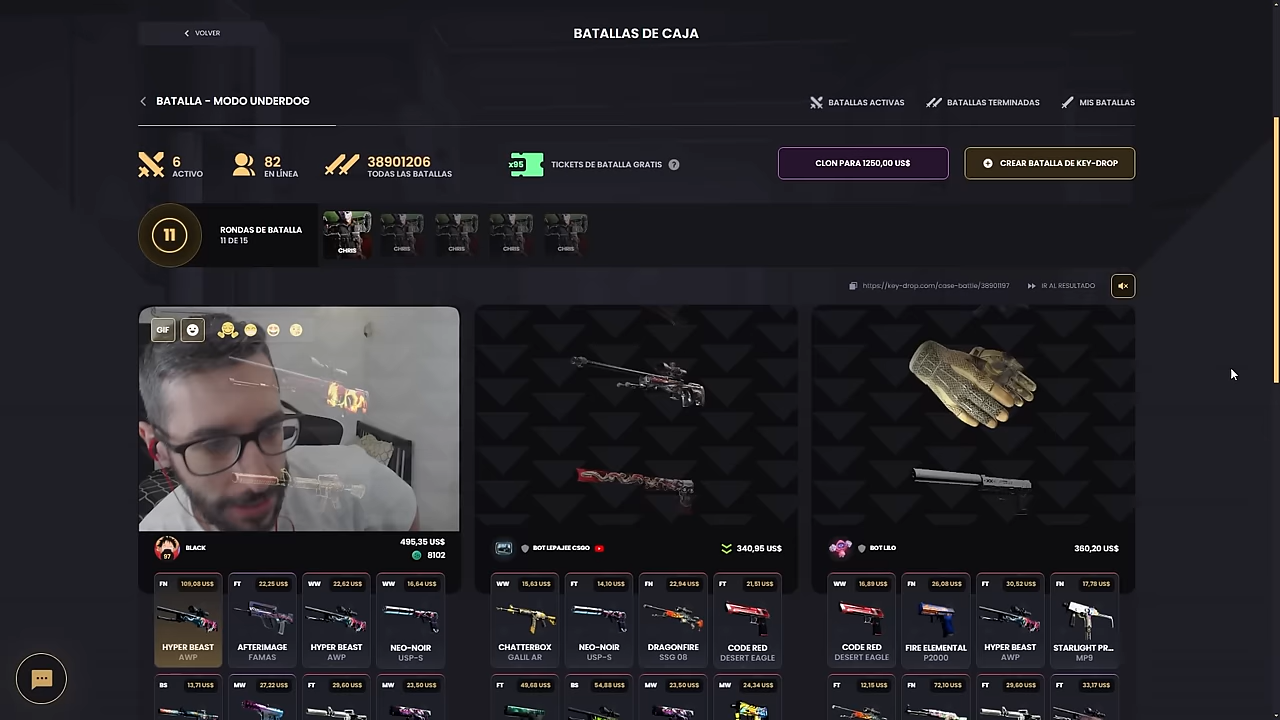 VOLVER
BATALLAS DE CAJA
BATALLA - MODO UNDERDOG
BATALLAS ACTIVAS
BATALLAS TERMINADAS
MIS BATALLAS
6
ACTIVO
82
EN LÍNEA
38901206
TODAS LAS BATALLAS
x95
TICKETS DE BATALLA GRATIS ?
CLON PARA 1250,00 US$
CREAR BATALLA DE KEY-DROP
11
RONDAS DE BATALLA
11 DE 15
CHRIS
CHRIS
CHRIS
CHRIS
CHRIS
https://key-drop.com/case-battle/38901197
IR AL RESULTADO
GIF
97
BLACK
495,35 US$
8102
BOT LEPAJEE CSGO
340,95 US$
BOT LILO
360,20 US$
FN 109,08 US$
HYPER BEAST
AWP
FT 22,25 US$
AFTERIMAGE
FAMAS
WW 22,62 US$
HYPER BEAST
AWP
WW 16,64 US$
NEO-NOIR
USP-S
WW 15,63 US$
CHATTERBOX
GALIL AR
FT 14,10 US$
NEO-NOIR
USP-S
FN 22,94 US$
DRAGONFIRE
SSG 08
FT 21,51 US$
CODE RED
DESERT EAGLE
WW 16,89 US$
CODE RED
DESERT EAGLE
FN 26,08 US$
FIRE ELEMENTAL
P2000
FT 30,52 US$
HYPER BEAST
AWP
FN 17,78 US$
STARLIGHT PR...
MP9
BS 13,71 US$
MW 27,22 US$
FT 29,60 US$
MW 23,50 US$
FT 49,68 US$
BS 54,88 US$
MW 23,50 US$
MW 24,34 US$
FT 12,15 US$
FN 72,10 US$
FT 29,60 US$
FT 33,17 US$